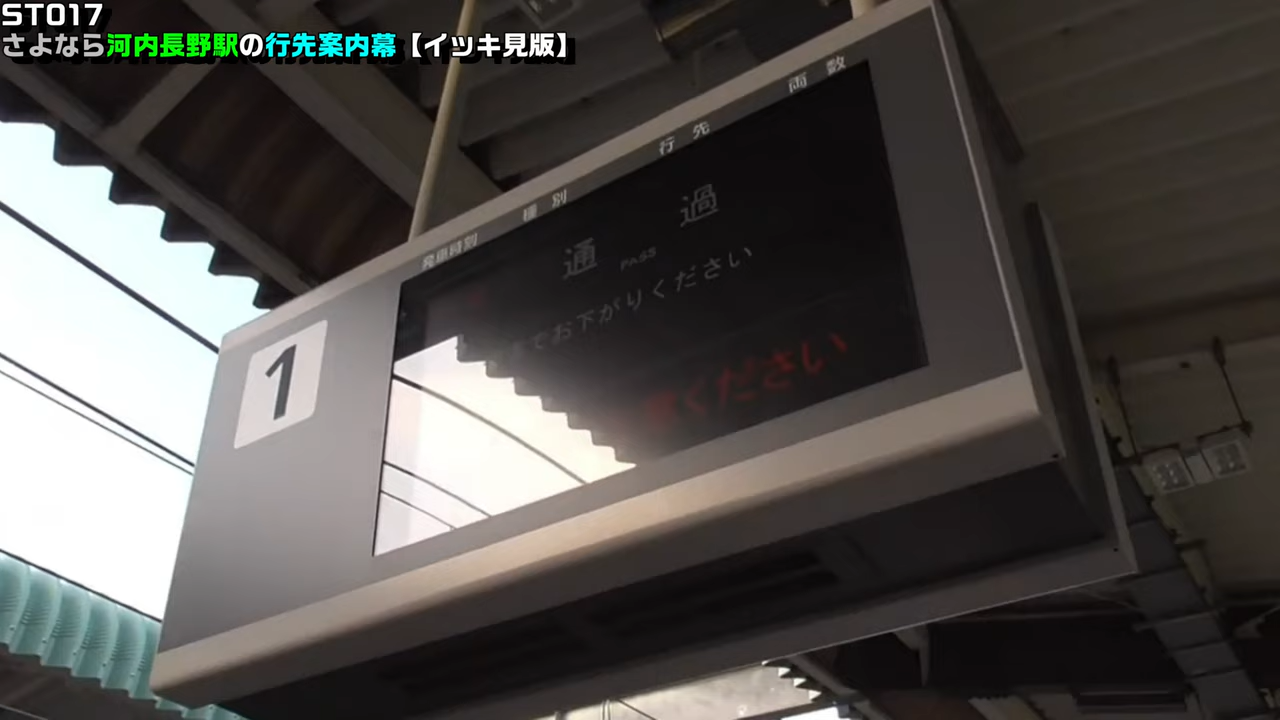 ST017
さよなら河内長野駅の行先案内幕【イッキ見版】
1
発車時刻 種別 行先 両数
通過
PASS
までお下がりください
ください